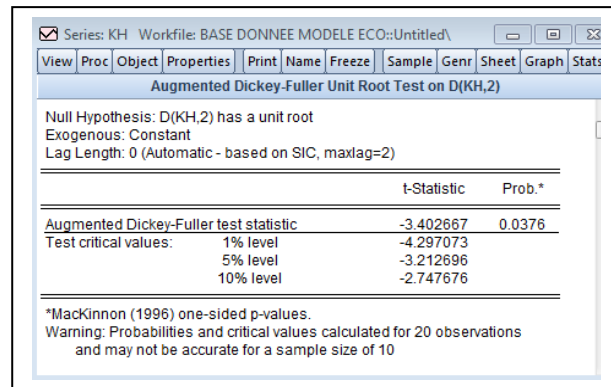 Series: KH Workfile: BASE DONNEE MODELE ECO::Untitled\
View Proc Object Properties Print Name Freeze Sample Genr Sheet Graph Stats
Augmented Dickey-Fuller Unit Root Test on D(KH,2)
Null Hypothesis: D(KH,2) has a unit root
Exogenous: Constant
Lag Length: 0 (Automatic - based on SIC, maxlag=2)
t-Statistic Prob.*
Augmented Dickey-Fuller test statistic -3.402667 0.0376
Test critical values: 1% level -4.297073
5% level -3.212696
10% level -2.747676
*MacKinnon (1996) one-sided p-values.
Warning: Probabilities and critical values calculated for 20 observations
and may not be accurate for a sample size of 10